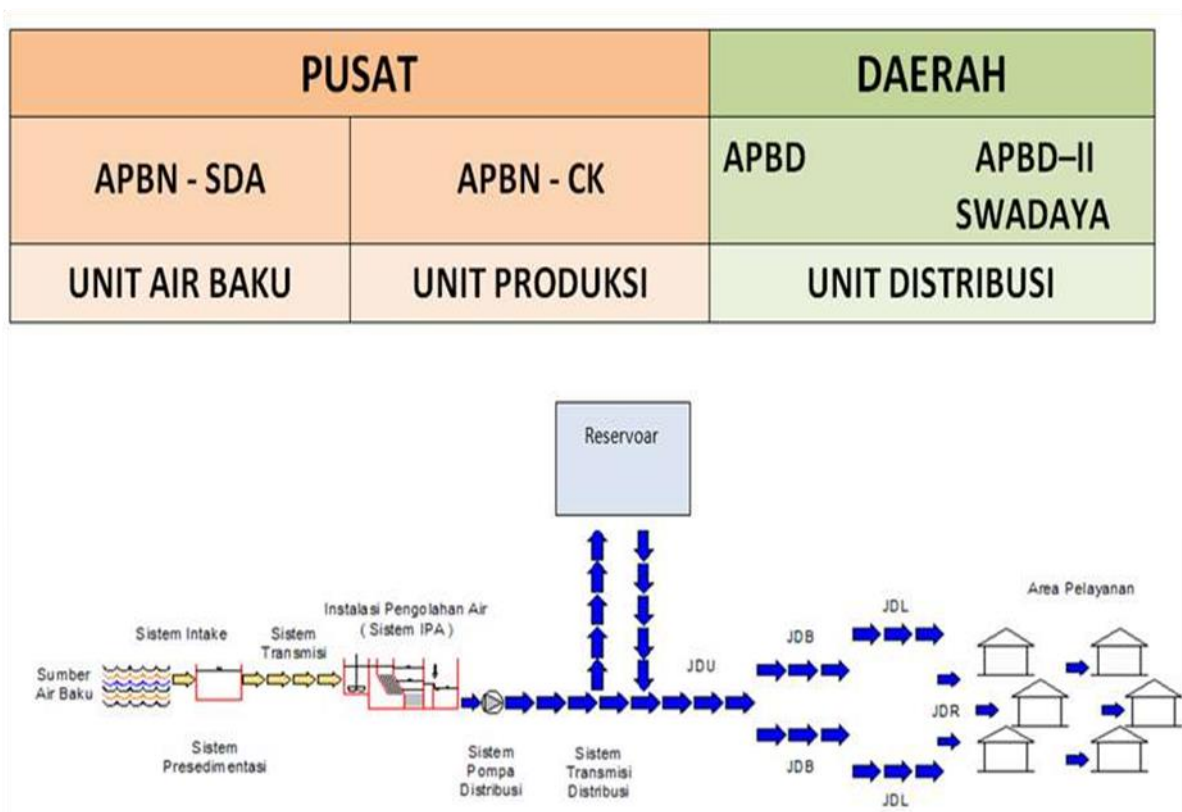 PUSAT
DAERAH
APBN - SDA
APBN - CK
APBD
APBD–II
SWADAYA
UNIT AIR BAKU
UNIT PRODUKSI
UNIT DISTRIBUSI
Reservoar
Instalasi Pengolahan Air
( Sistem IPA )
Sistem Intake
Sistem
Transmisi
Sumber
Air Baku
Sistem
Presedimentasi
Sistem
Pompa
Distribusi
Sistem
Transmisi
Distribusi
JDU
JDB
JDL
JDB
JDL
JDR
Area Pelayanan